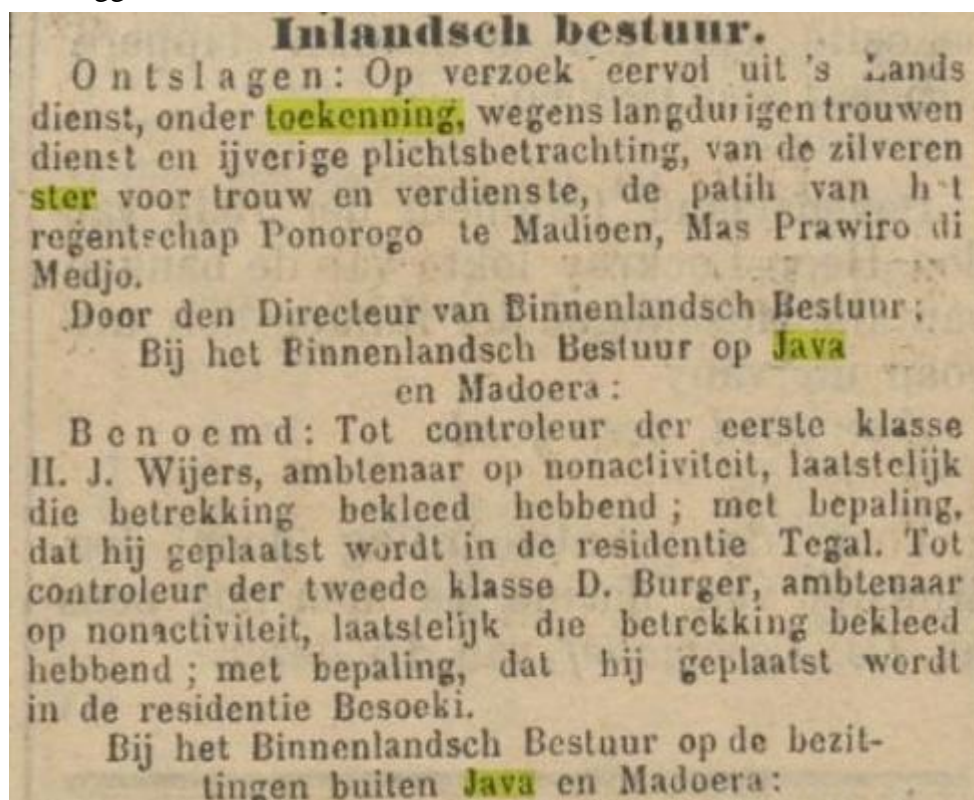 Inlandsch bestuur.
Ontslagen: Op verzoek eervol uit 's Lands
dienst, onder toekenning, wegens langdurigen trouwen
dienst en ijverige plichtsbetrachting, van de zilveren
ster voor trouw en verdienste, de patih van het
regentschap Ponorogo te Madioen, Mas Prawiro di
Medjo.
Door den Directeur van Binnenlandsch Bestuur;
Bij het Binnenlandsch Bestuur op Java
en Madoera:
Benoemd: Tot controleur der eerste klasse
H. J. Wijers, ambtenaar op nonactiviteit, laatstelijk
die betrekking bekleed hebbend; met bepaling,
dat hij geplaatst wordt in de residentie Tegal. Tot
controleur der tweede klasse D. Burger, ambtenaar
op nonactiviteit, laatstelijk die betrekking bekleed
hebbend; met bepaling, dat hij geplaatst wordt
in de residentie Besoeki.
Bij het Binnenlandsch Bestuur op de bezit-
tingen buiten Java en Madoera: